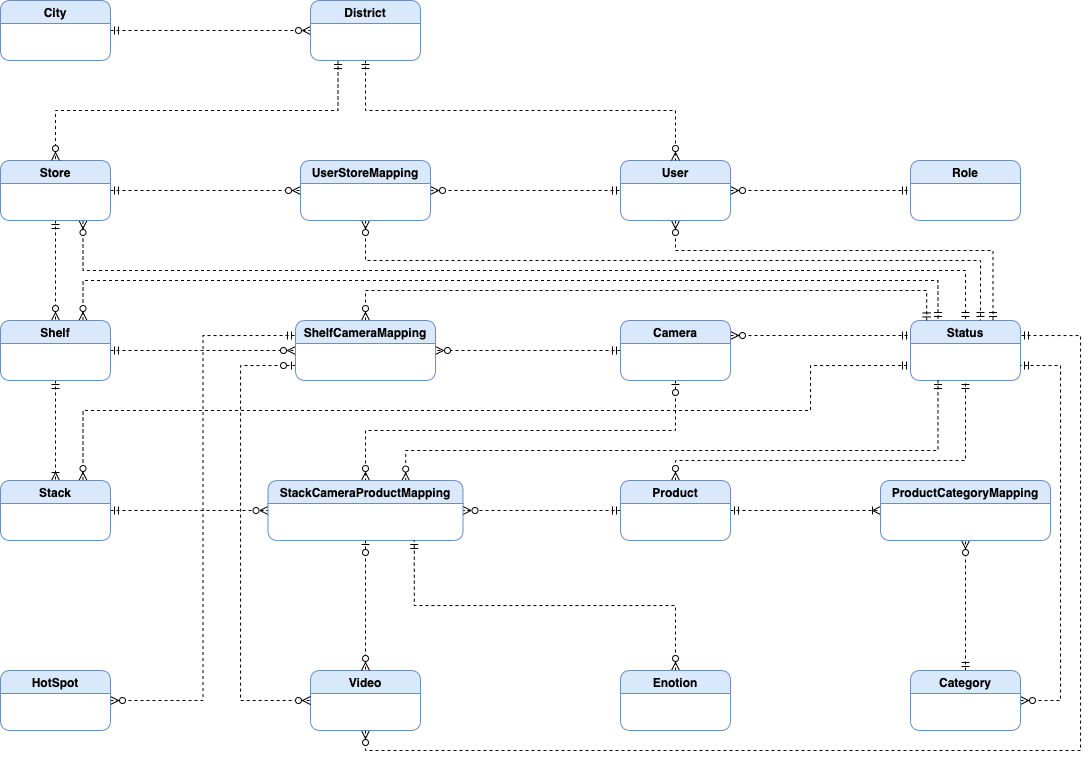 City
District
Store
UserStoreMapping
User
Role
Shelf
ShelfCameraMapping
Camera
Status
Stack
StackCameraProductMapping
Product
ProductCategoryMapping
HotSpot
Video
Enotion
Category